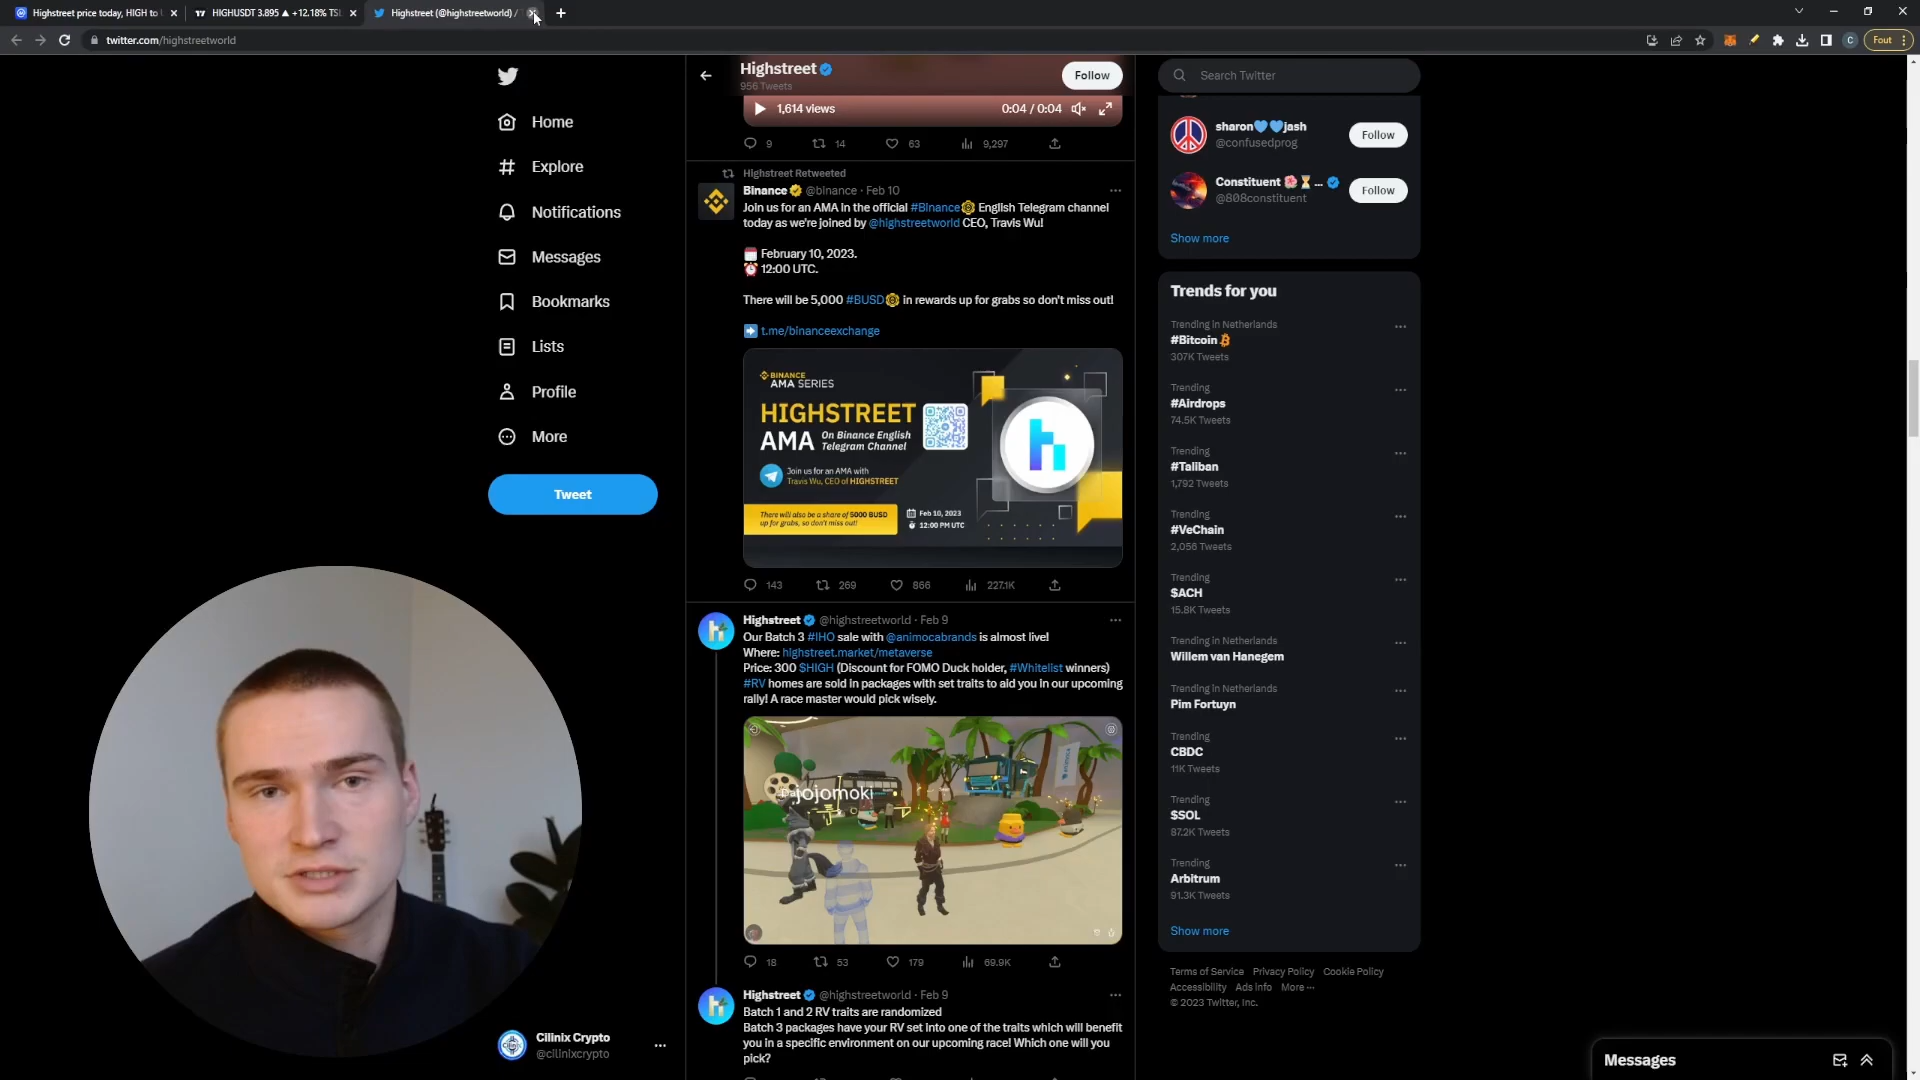 Highstreet price today, HIGH to
HIGHUSDT 3.895 ▲ +12.18% TSL
Highstreet (@highstreetworld) /
twitter.com/highstreetworld
Fout
Home
Explore
Notifications
Messages
Bookmarks
Lists
Profile
More
Tweet
Cilinix Crypto
@cilinixcrypto
Highstreet
956 Tweets
Follow
1,614 views
0:04 / 0:04
9 14 63 9,297
Highstreet Retweeted
Binance @binance · Feb 10
Join us for an AMA in the official #Binance English Telegram channel
today as we're joined by @highstreetworld CEO, Travis Wu!
February 10, 2023.
12:00 UTC.
There will be 5,000 #BUSD in rewards up for grabs so don't miss out!
t.me/binanceexchange
BINANCE
AMA SERIES
HIGHSTREET
AMA On Binance English
Telegram Channel
Join us for an AMA with
Travis Wu, CEO of HIGHSTREET
There will also be a share of 5000 BUSD
up for grabs, so don't miss out!
Feb 10, 2023
12:00 PM UTC
143 269 866 227.1K
Highstreet @highstreetworld · Feb 9
Our Batch 3 #IHO sale with @animocabrands is almost live!
Where: highstreet.market/metaverse
Price: 300 $HIGH (Discount for FOMO Duck holder, #Whitelist winners)
#RV homes are sold in packages with set traits to aid you in our upcoming
rally! A race master would pick wisely.
jojomoki
18 53 179 69.9K
Highstreet @highstreetworld · Feb 9
Batch 1 and 2 RV traits are randomized
Batch 3 packages have your RV set into one of the traits which will benefit
you in a specific environment on our upcoming race! Which one will you
pick?
Search Twitter
sharon jash
@confusedprog
Follow
Constituent ...
@808constituent
Follow
Show more
Trends for you
Trending in Netherlands
#Bitcoin
307K Tweets
Trending
#Airdrops
74.5K Tweets
Trending
#Taliban
1,792 Tweets
Trending
#VeChain
2,056 Tweets
Trending
$ACH
15.8K Tweets
Trending in Netherlands
Willem van Hanegem
Trending in Netherlands
Pim Fortuyn
Trending
CBDC
11K Tweets
Trending
$SOL
87.2K Tweets
Trending
Arbitrum
91.3K Tweets
Show more
Terms of Service Privacy Policy Cookie Policy
Accessibility Ads info More ···
© 2023 Twitter, Inc.
Messages